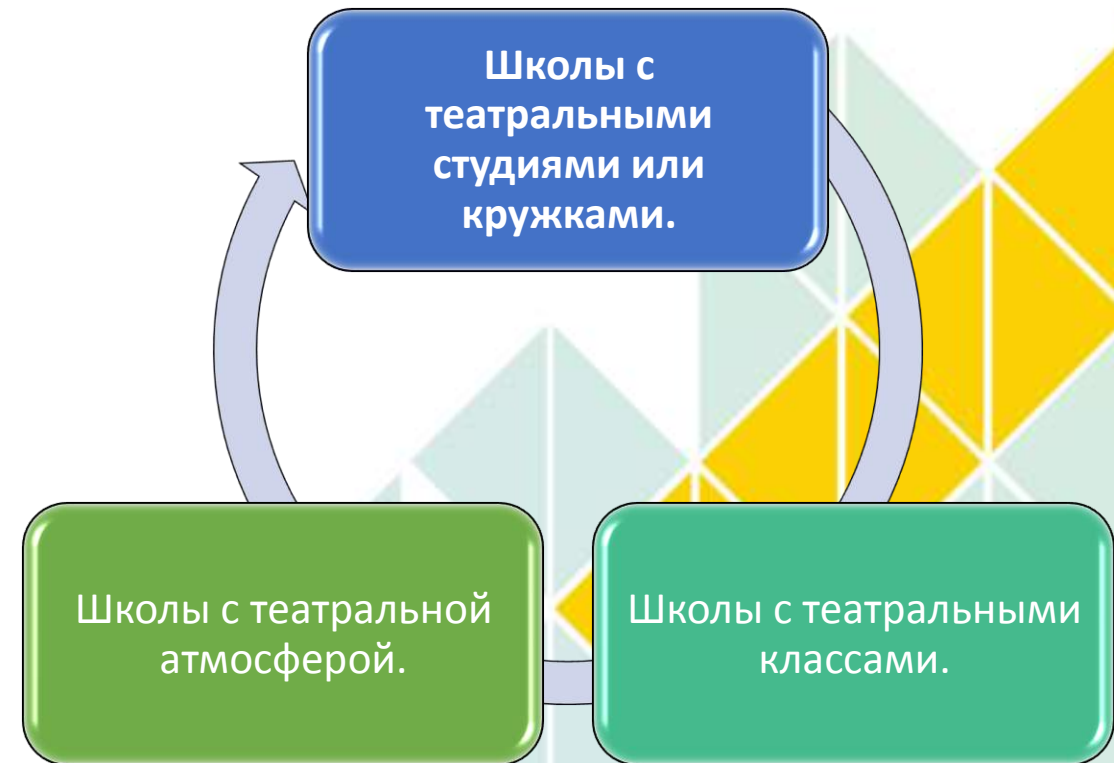 Школы с
театральными
студиями или
кружками.
Школы с театральной
атмосферой.
Школы с театральными
классами.